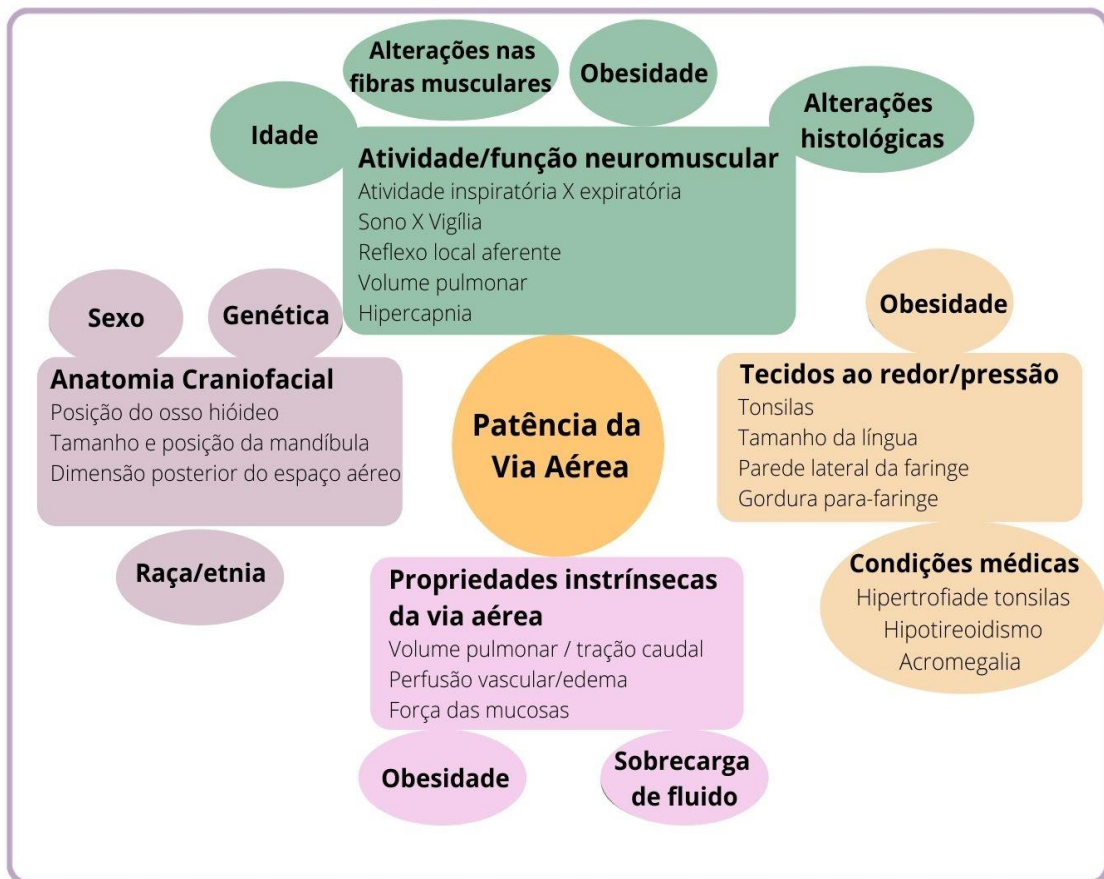 Alterações nas
fibras musculares
Obesidade
Idade
Alterações
histológicas
Atividade/função neuromuscular
Atividade inspiratória X expiratória
Sono X Vigília
Reflexo local aferente
Volume pulmonar
Hipercapnia
Sexo
Genética
Anatomia Craniofacial
Posição do osso hióideo
Tamanho e posição da mandíbula
Dimensão posterior do espaço aéreo
Raça/etnia
Patência da
Via Aérea
Obesidade
Tecidos ao redor/pressão
Tonsilas
Tamanho da língua
Parede lateral da faringe
Gordura para-faringe
Condições médicas
Hipertrofiade tonsilas
Hipotireoidismo
Acromegalia
Propriedades instrínsecas
da via aérea
Volume pulmonar / tração caudal
Perfusão vascular/edema
Força das mucosas
Obesidade
Sobrecarga
de fluido